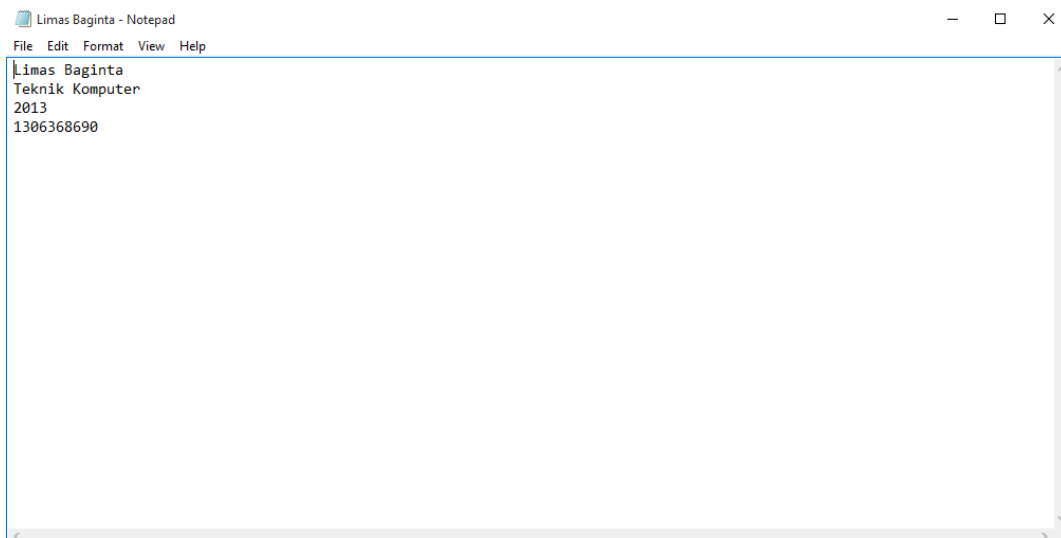 Limas Baginta - Notepad
File Edit Format View Help
Limas Baginta
Teknik Komputer
2013
1306368690